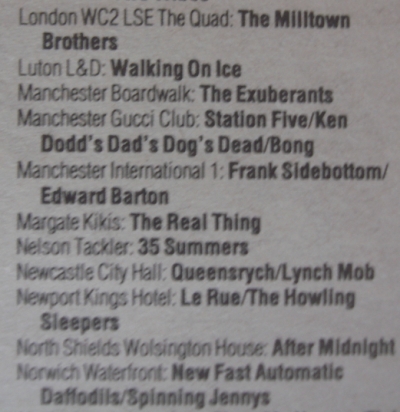 London WC2 LSE The Quad: The Milltown
Brothers
Luton L&D: Walking On Ice
Manchester Boardwalk: The Exuberants
Manchester Gucci Club: Station Five/Ken
Dodd's Dad's Dog's Dead/Bong
Manchester International 1: Frank Sidebottom/
Edward Barton
Margate Kikis: The Real Thing
Nelson Tackler: 35 Summers
Newcastle City Hall: Queensrych/Lynch Mob
Newport Kings Hotel: Le Rue/The Howling
Sleepers
North Shields Wolsington House: After Midnight
Norwich Waterfront: New Fast Automatic
Daffodils/Spinning Jennys